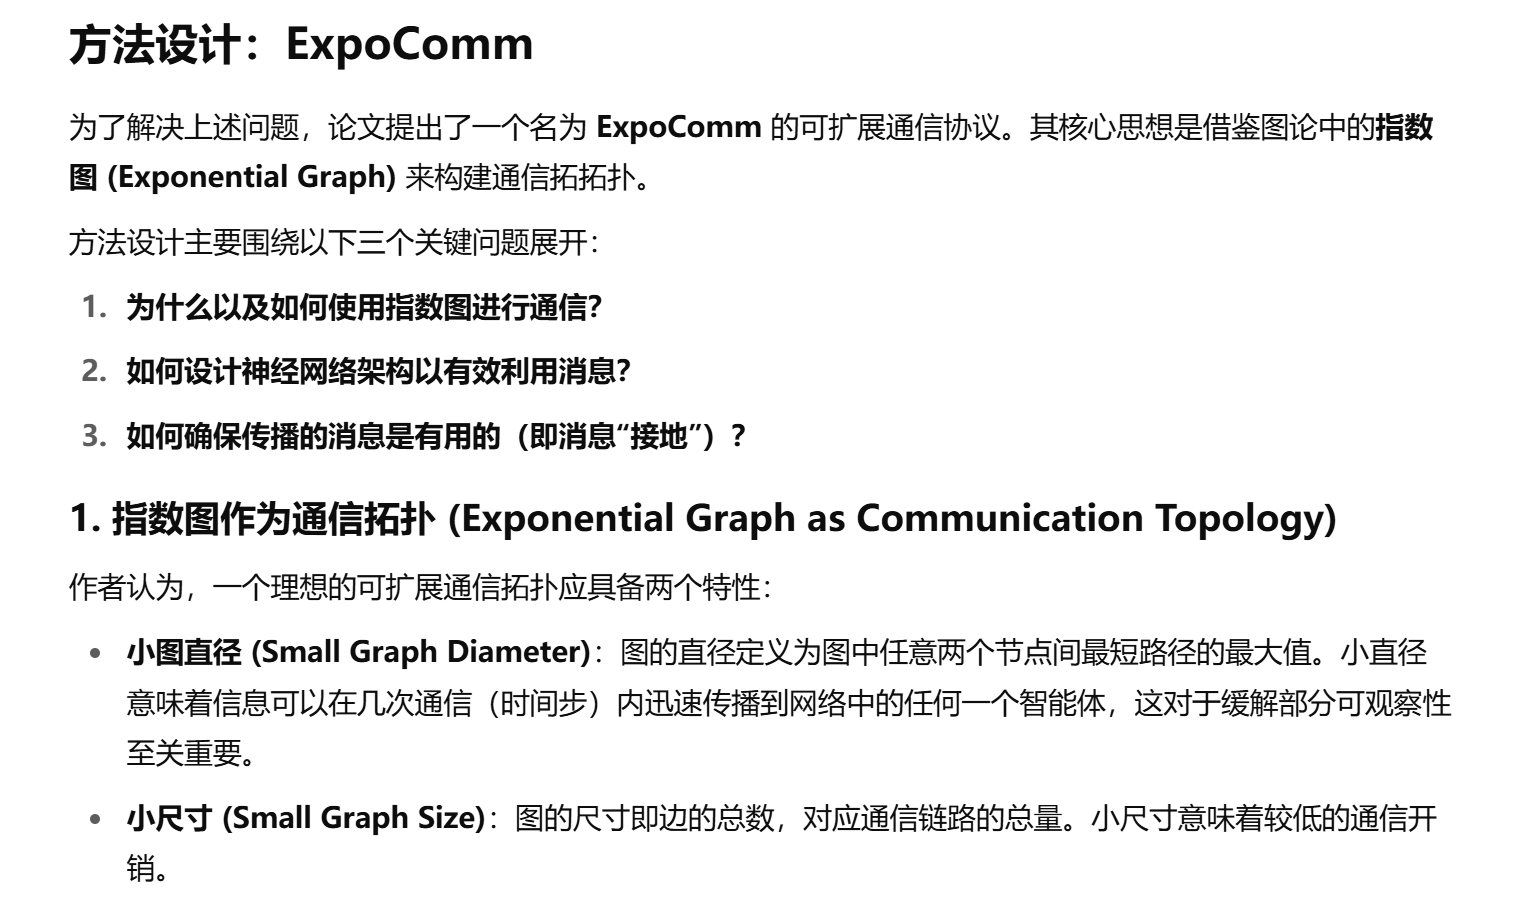 方法设计：ExpoComm
为了解决上述问题，论文提出了一个名为 ExpoComm 的可扩展通信协议。其核心思想是借鉴图论中的指数
图 (Exponential Graph) 来构建通信拓拓扑。
方法设计主要围绕以下三个关键问题展开：
1. 为什么以及如何使用指数图进行通信？
2. 如何设计神经网络架构以有效利用消息？
3. 如何确保传播的消息是有用的（即消息“接地”）？
1. 指数图作为通信拓扑 (Exponential Graph as Communication Topology)
作者认为，一个理想的可扩展通信拓扑应具备两个特性：
• 小图直径 (Small Graph Diameter)：图的直径定义为图中任意两个节点间最短路径的最大值。小直径
意味着信息可以在几次通信（时间步）内迅速传播到网络中的任何一个智能体，这对于缓解部分可观察性
至关重要。
• 小尺寸 (Small Graph Size)：图的尺寸即边的总数，对应通信链路的总量。小尺寸意味着较低的通信开
销。